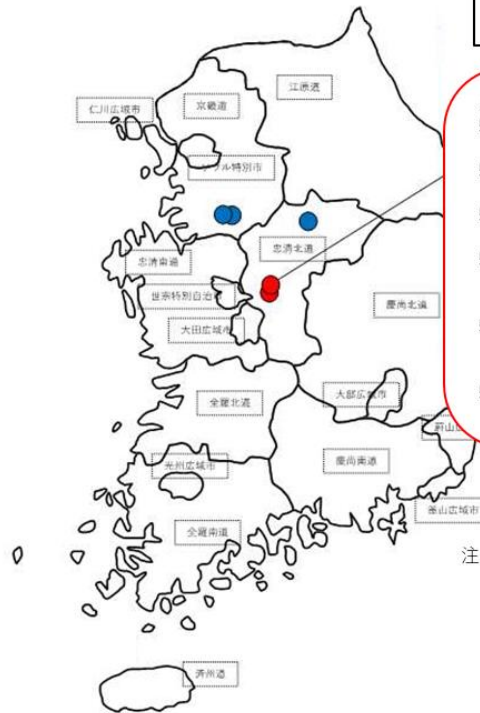 江原道
京畿道
仁川広域市
ソウル特別市
忠清北道
忠清南道
世宗特別自治市
慶尚北道
大田広域市
大邱広域市
全羅北道
慶尚南道
光州広域市
釜山広域市
全羅南道
注
済州道